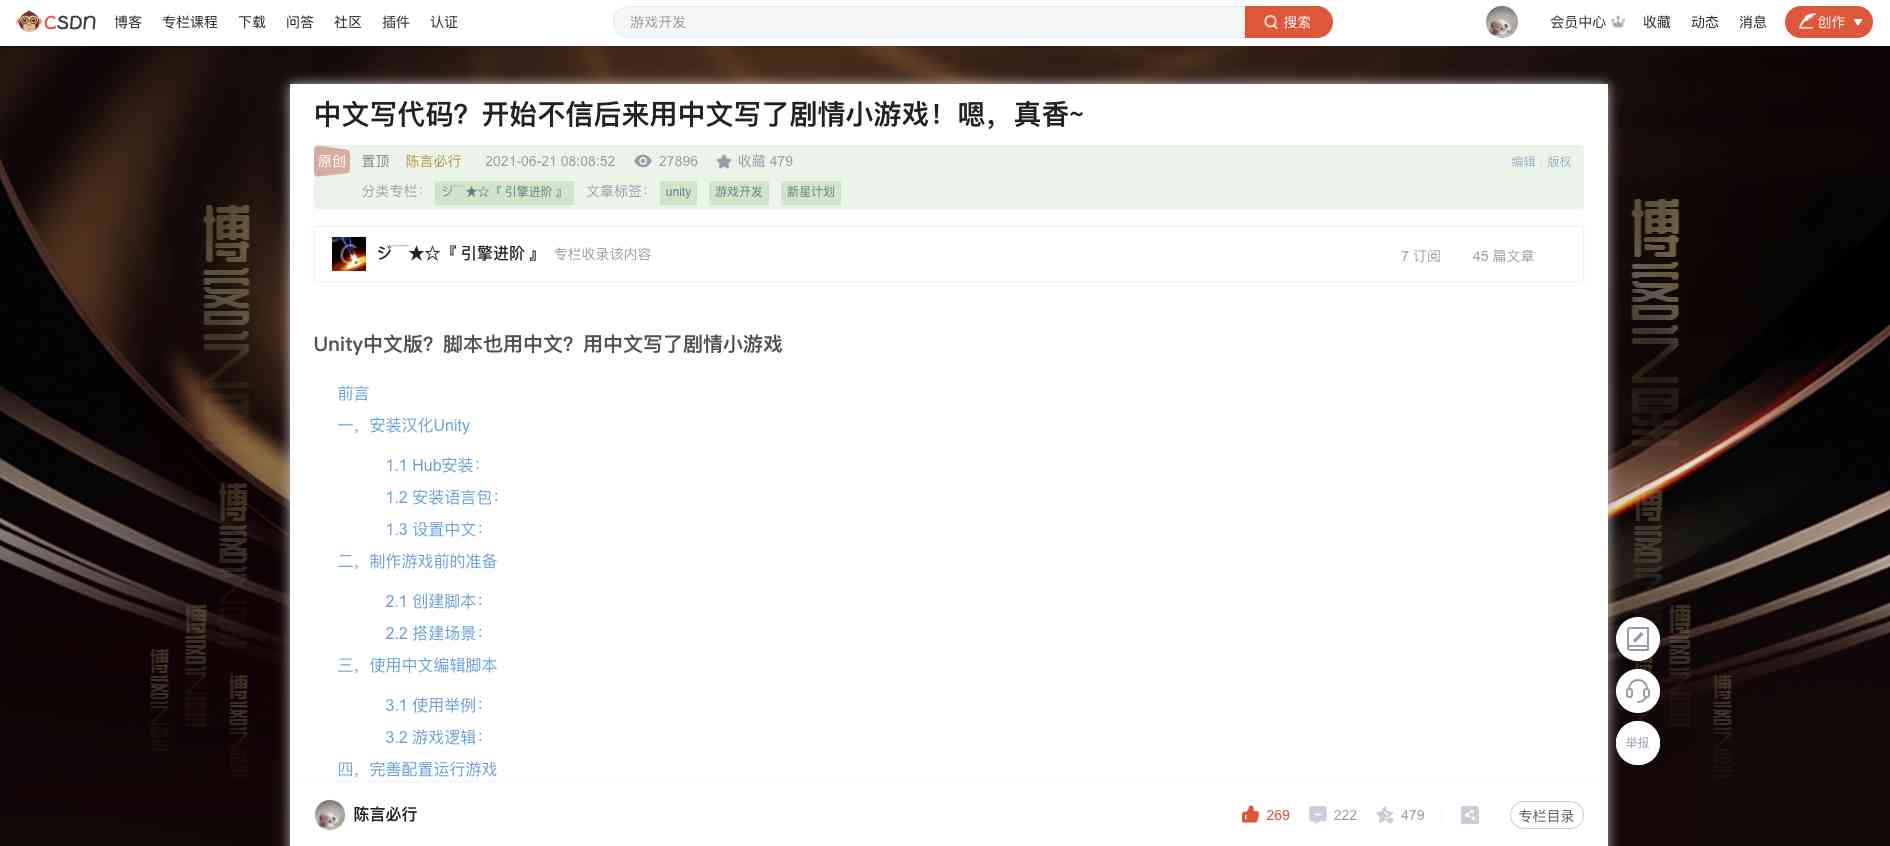 CSDN 博客 专栏课程 下载 问答 社区 插件 认证 游戏开发 搜索 会员中心 收藏 动态 消息 创作
中文写代码？开始不信后来用中文写了剧情小游戏！嗯，真香~
原创 置顶 陈言必行 2021-06-21 08:08:52 27896 收藏 479 编辑 版权
分类专栏： ジ￣★☆『 引擎进阶 』 文章标签： unity 游戏开发 新星计划
ジ￣★☆『 引擎进阶 』 专栏收录该内容 7 订阅 45 篇文章
Unity中文版？脚本也用中文？用中文写了剧情小游戏
前言
一，安装汉化Unity
1.1 Hub安装：
1.2 安装语言包：
1.3 设置中文：
二，制作游戏前的准备
2.1 创建脚本：
2.2 搭建场景：
三，使用中文编辑脚本
3.1 使用举例：
3.2 游戏逻辑：
四，完善配置运行游戏
举报
陈言必行 269 222 479 专栏目录